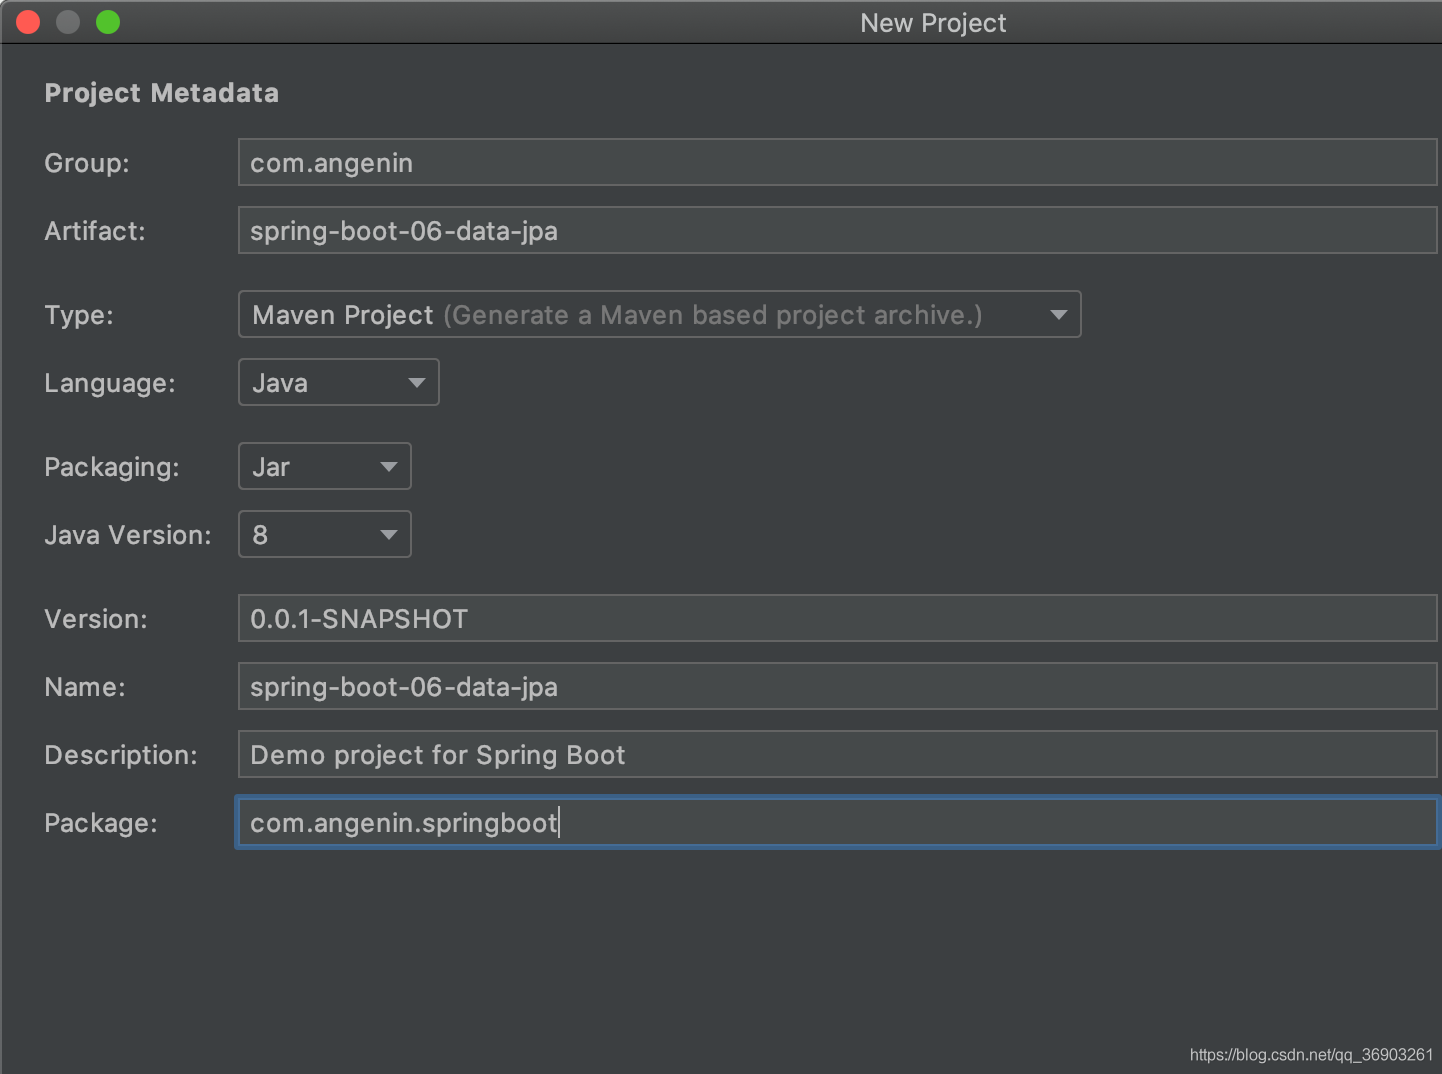 New Project
Project Metadata
Group: com.angenin
Artifact: spring-boot-06-data-jpa
Type: Maven Project (Generate a Maven based project archive.)
Language: Java
Packaging: Jar
Java Version: 8
Version: 0.0.1-SNAPSHOT
Name: spring-boot-06-data-jpa
Description: Demo project for Spring Boot
Package: com.angenin.springboot
https://blog.csdn.net/qq_36903261